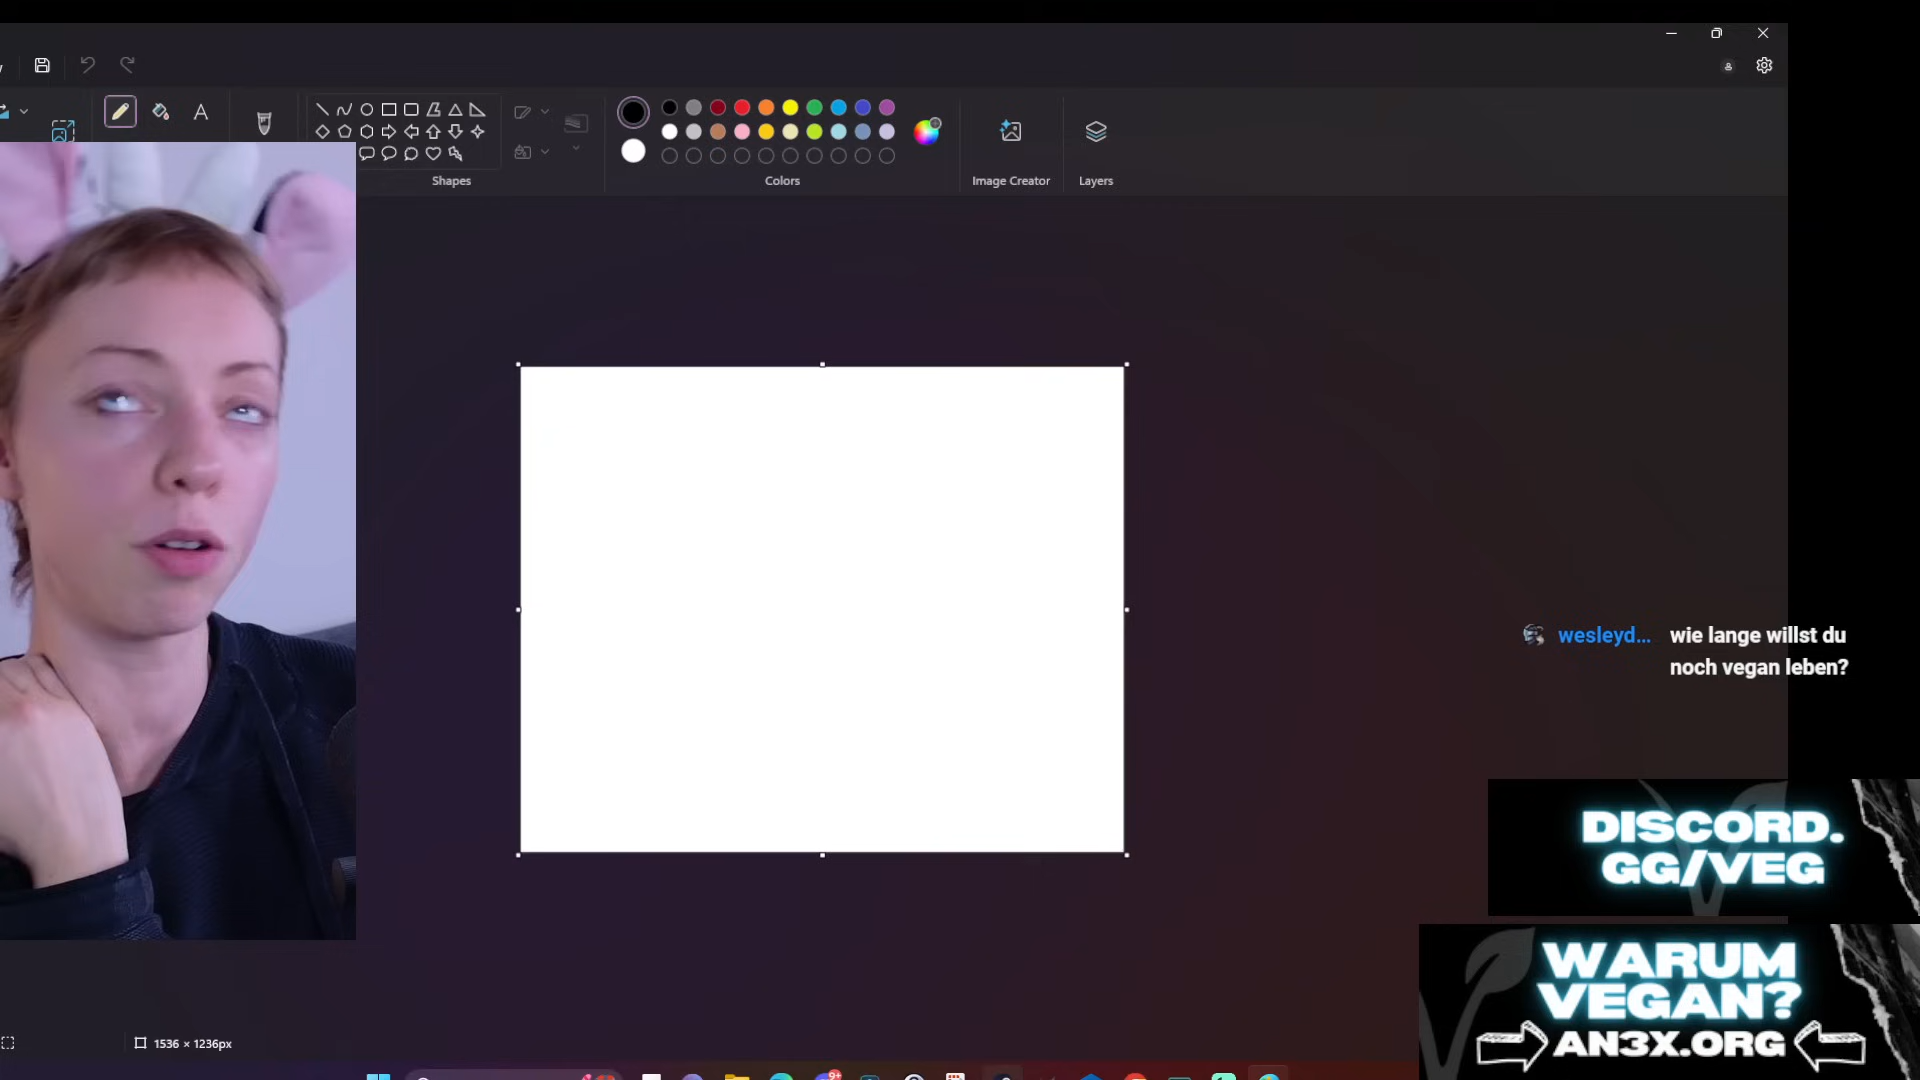 Shapes
Colors
Image Creator
Layers
wesleyd... wie lange willst du
noch vegan leben?
DISCORD.
GG/VEG
WARUM
VEGAN?
AN3X.ORG
1536 × 1236px
9+